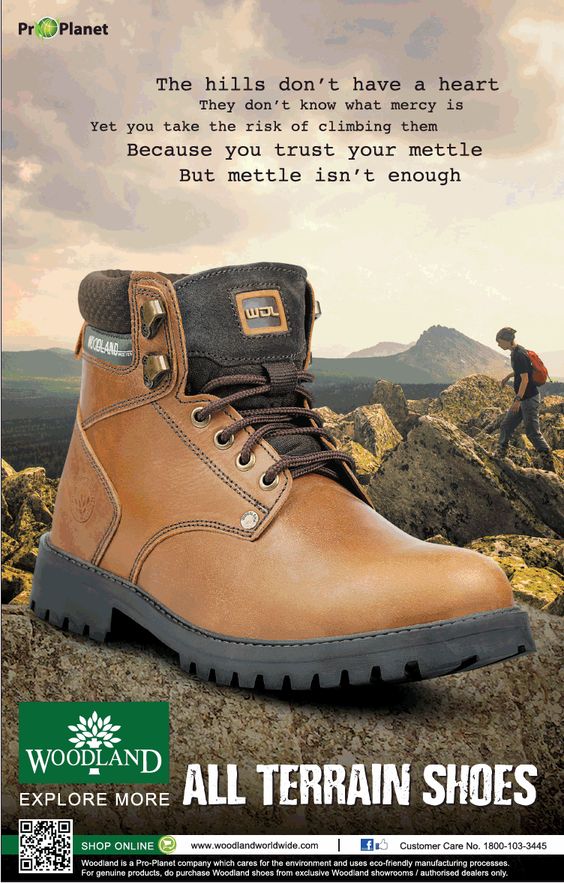 Pro Planet
The hills don't have a heart
They don't know what mercy is
Yet you take the risk of climbing them
Because you trust your mettle
But mettle isn't enough
WDL
WOODLAND
WOODLAND
EXPLORE MORE
ALL TERRAIN SHOES
SHOP ONLINE
www.woodlandworldwide.com | Customer Care No. 1800-103-3445
Woodland is a Pro-Planet company which cares for the environment and uses eco-friendly manufacturing processes.
For genuine products, do purchase Woodland shoes from exclusive Woodland showrooms / authorised dealers only.